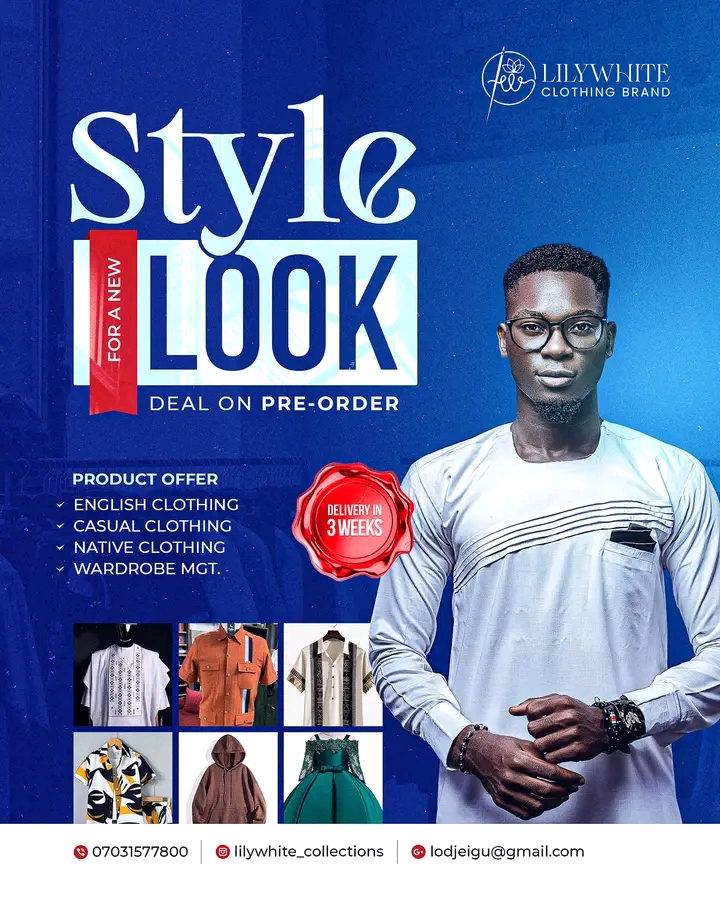 LILYWHITE
CLOTHING BRAND
Style
FOR A NEW
LOOK
DEAL ON PRE-ORDER
PRODUCT OFFER
ENGLISH CLOTHING
CASUAL CLOTHING
NATIVE CLOTHING
WARDROBE MGT.
DELIVERY IN
3 WEEKS
07031577800
lilywhite_collections
lodjeigu@gmail.com